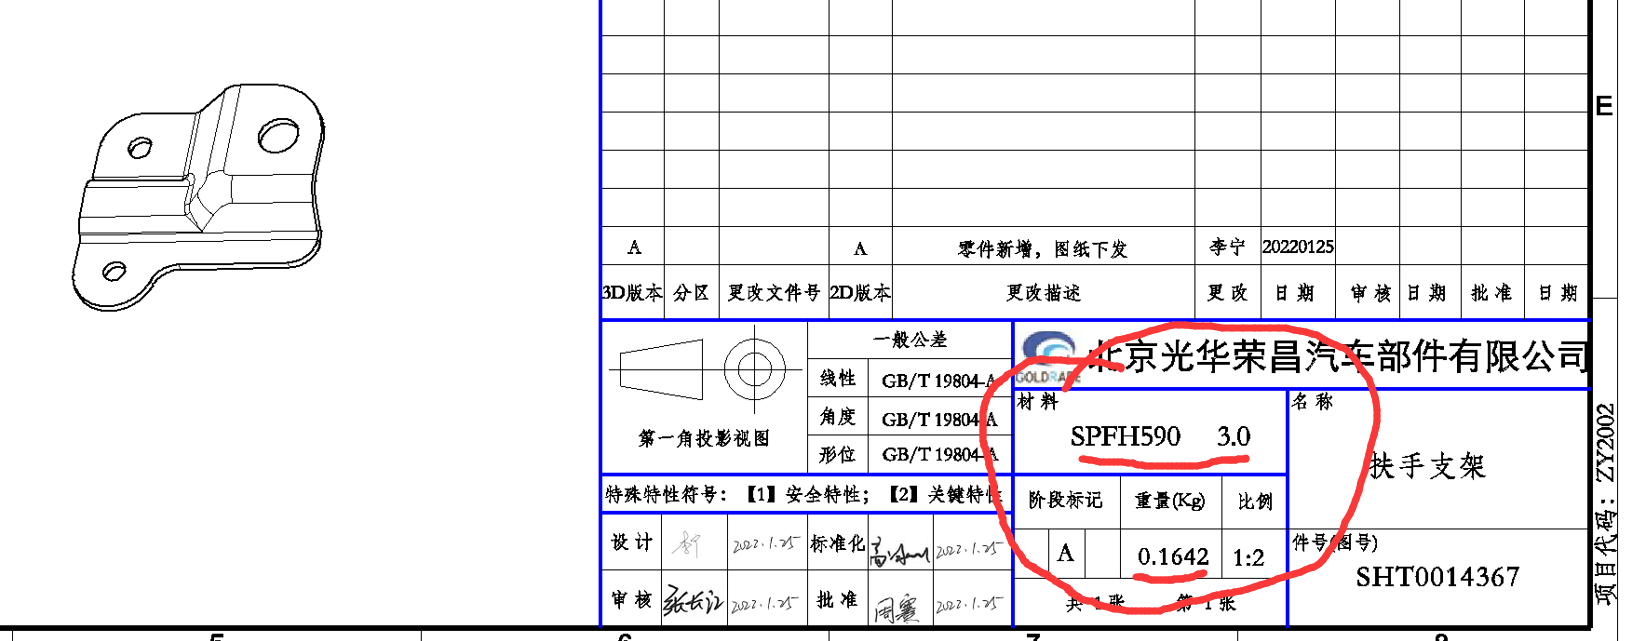 E
A A 零件新增，图纸下发 李宁 20220125
3D版本 分区 更改文件号 2D版本 更改描述 更改 日期 审核 日期 批准 日期
一般公差
线性 GB/T 19804-A
角度 GB/T 19804-A
形位 GB/T 19804-A
第一角投影视图
GOLDRARE
北京光华荣昌汽车部件有限公司
材料
SPFH590 3.0
名称
扶手支架
特殊特性符号：【1】安全特性；【2】关键特性
阶段标记 重量(Kg) 比例
A 0.1642 1:2
件号(图号)
SHT0014367
共 1 张 第 1 张
设计 2022.1.25 标准化 2022.1.25
审核 张长江 2022.1.25 批准 周寰 2022.1.25
项目代码：ZY2002
5 6 7 8